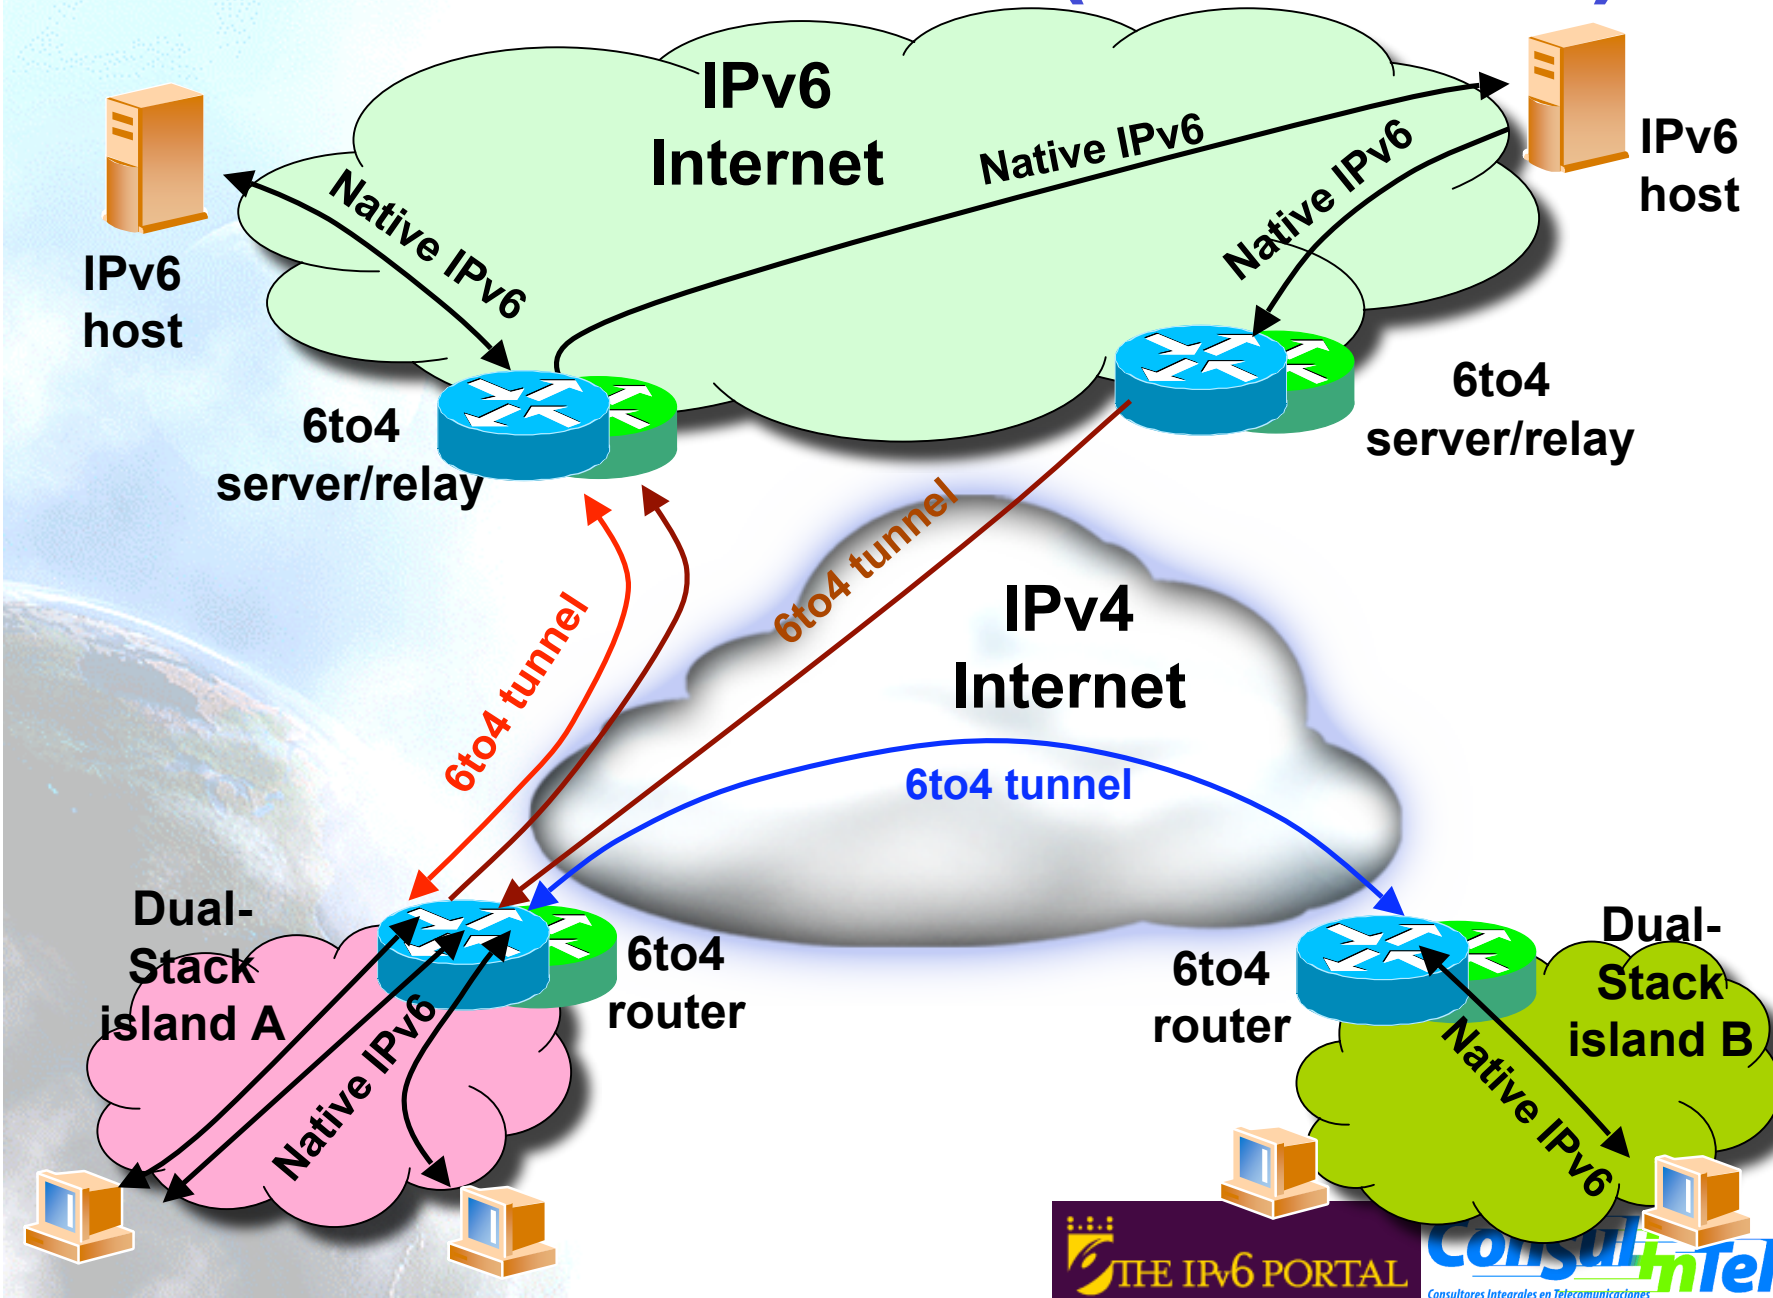 IPv6
Internet
Native IPv6
Native IPv6
Native IPv6
IPv6
host
IPv6
host
6to4
server/relay
6to4
server/relay
6to4 tunnel
6to4 tunnel
IPv4
Internet
6to4 tunnel
Dual-
Stack
island A
6to4
router
Native IPv6
6to4
router
Dual-
Stack
island B
Native IPv6
THE IPv6 PORTAL
ConsulinTel
Consultores Integrales en Telecomunicaciones